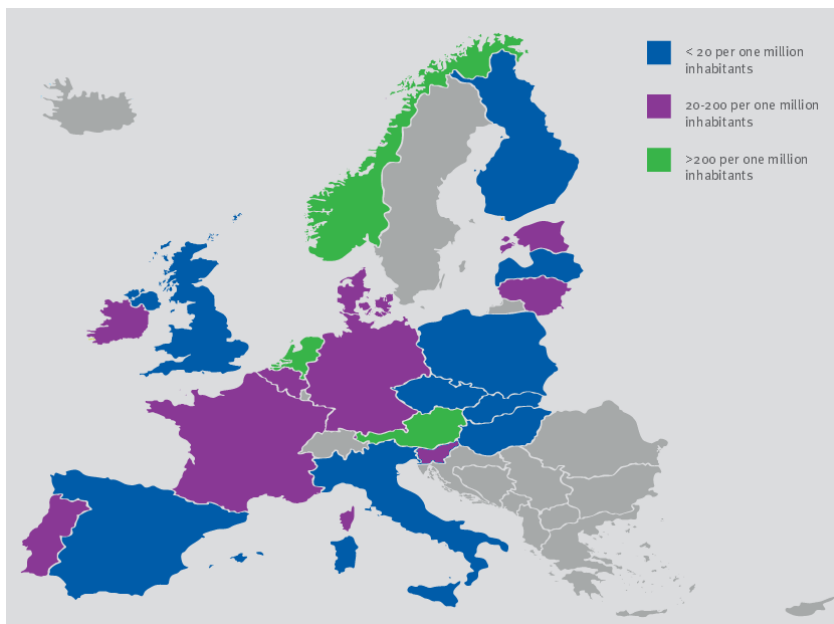 < 20 per one million
inhabitants
20-200 per one million
inhabitants
>200 per one million
inhabitants